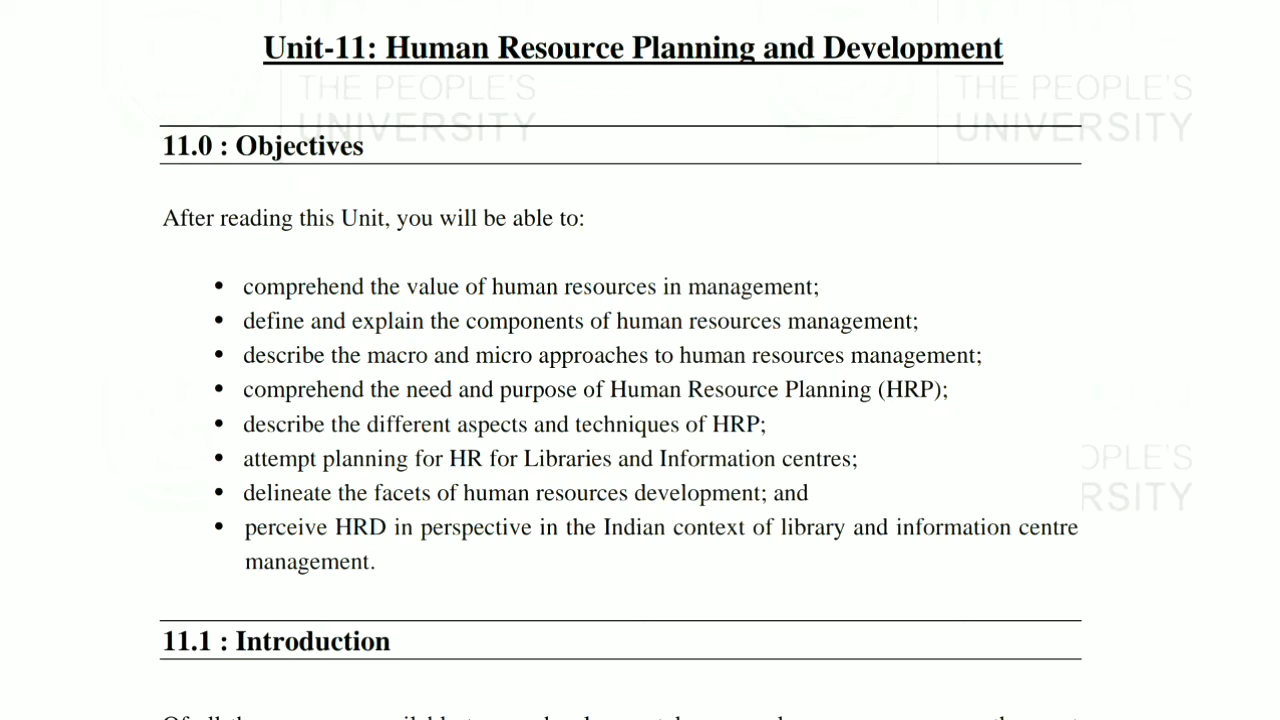 Unit-11: Human Resource Planning and Development
THE PEOPLE'S
UNIVERSITY
THE PEOPLE'S
UNIVERSITY
11.0 : Objectives
After reading this Unit, you will be able to:
• comprehend the value of human resources in management;
• define and explain the components of human resources management;
• describe the macro and micro approaches to human resources management;
• comprehend the need and purpose of Human Resource Planning (HRP);
• describe the different aspects and techniques of HRP;
• attempt planning for HR for Libraries and Information centres;
OPLE'S
• delineate the facets of human resources development; and
RSITY
• perceive HRD in perspective in the Indian context of library and information centre
management.
11.1 : Introduction